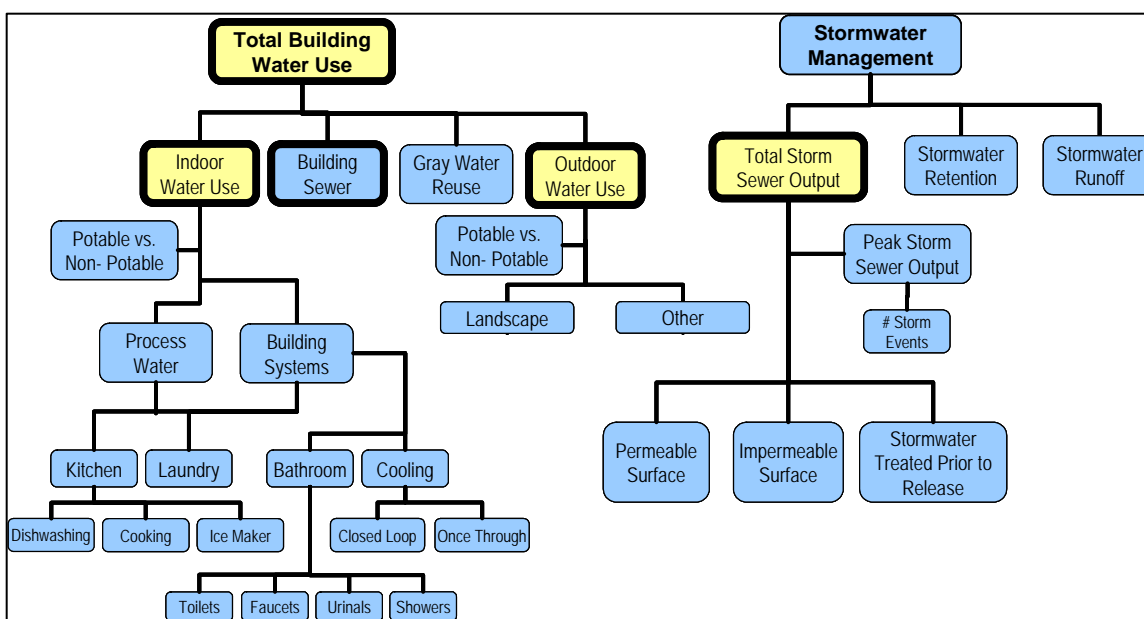 Total Building
Water Use
Stormwater
Management
Indoor
Water Use
Building
Sewer
Gray Water
Reuse
Outdoor
Water Use
Total Storm
Sewer Output
Stormwater
Retention
Stormwater
Runoff
Potable vs.
Non- Potable
Potable vs.
Non- Potable
Peak Storm
Sewer Output
Landscape
Other
# Storm
Events
Process
Water
Building
Systems
Permeable
Surface
Impermeable
Surface
Stormwater
Treated Prior to
Release
Kitchen
Laundry
Bathroom
Cooling
Dishwashing
Cooking
Ice Maker
Closed Loop
Once Through
Toilets
Faucets
Urinals
Showers